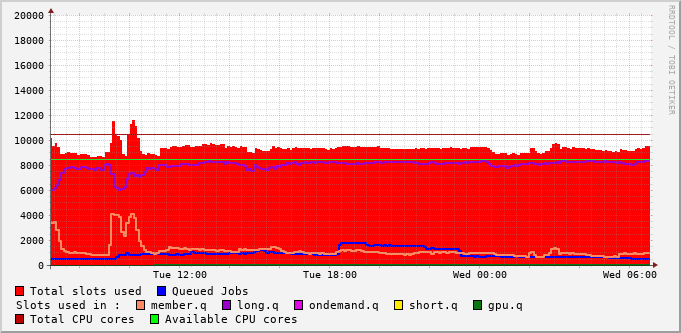 20000
18000
16000
14000
12000
10000
8000
6000
4000
2000
0
Tue 12:00 Tue 18:00 Wed 00:00 Wed 06:00
Total slots used Queued Jobs
Slots used in : member.q long.q ondemand.q short.q gpu.q
Total CPU cores Available CPU cores
RRDTOOL / TOBI OETIKER